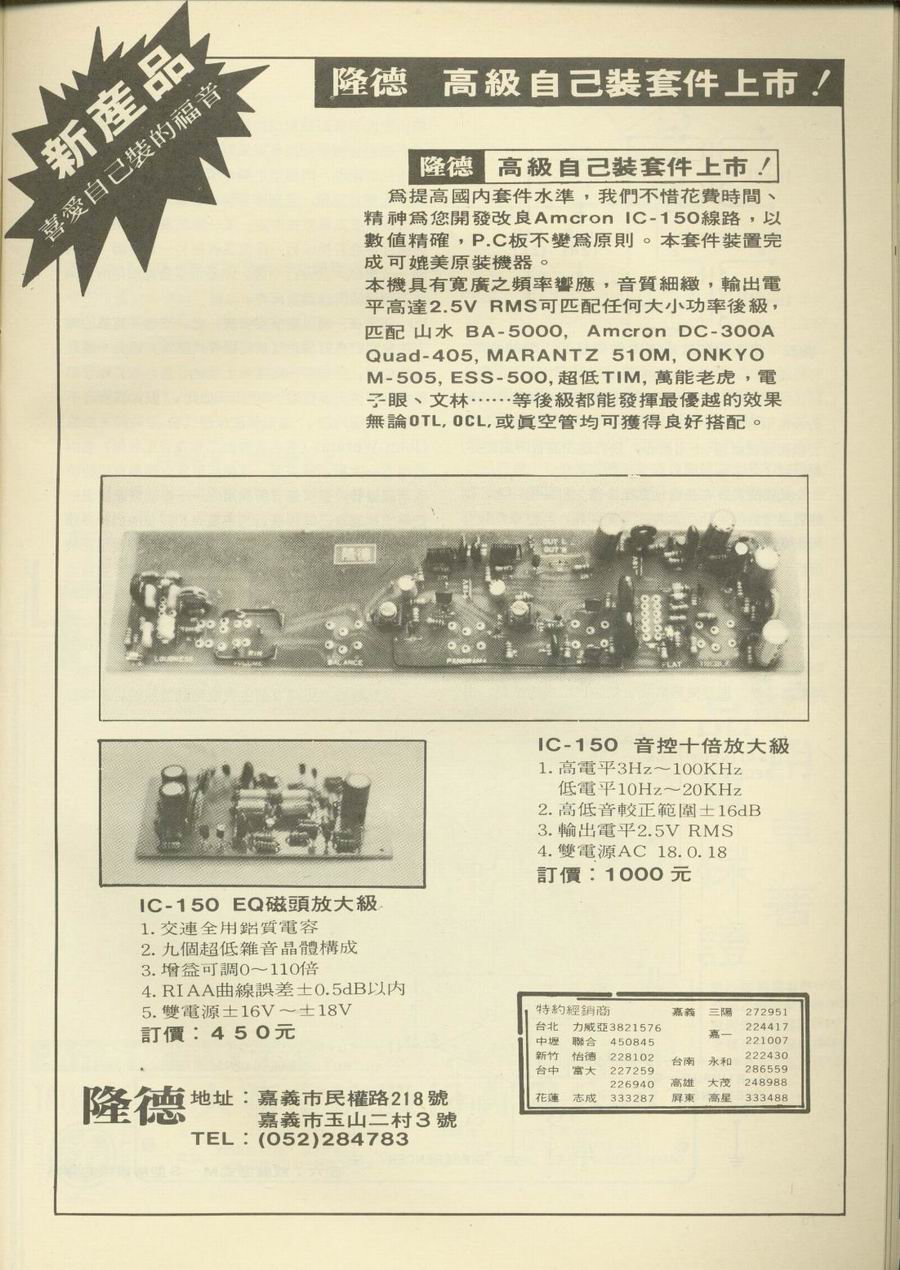 新產品
喜愛自己裝的福音
隆德 高級自己裝套件上市！
隆德 高級自己裝套件上市！
爲提高國內套件水準，我們不惜花費時間、
精神爲您開發改良Amcron IC-150線路，以
數值精確，P.C板不變爲原則。本套件裝置完
成可媲美原裝機器。
本機具有寬廣之頻率響應，音質細緻，輸出電
平高達2.5V RMS可匹配任何大小功率後級，
匹配 山水 BA-5000, Amcron DC-300A
Quad-405, MARANTZ 510M, ONKYO
M-505, ESS-500,超低TIM, 萬能老虎，電
子眼、文林⋯⋯等後級都能發揮最優越的效果
無論OTL, OCL,或眞空管均可獲得良好搭配。
隆德
OUT L
OUT R
LOUDNESS
VOLUME
BALANCE
PANORAMA
FLAT
TREBLE
IC-150 音控十倍放大級
1. 高電平3Hz～100KHz
低電平10Hz～20KHz
2. 高低音較正範圍±16dB
3. 輸出電平2.5V RMS
4. 雙電源AC 18.0.18
訂價：1000 元
IC-150 EQ磁頭放大級
1. 交連全用鋁質電容
2. 九個超低雜音晶體構成
3. 增益可調0～110倍
4. RIAA曲線誤差±0.5dB以內
5. 雙電源±16V～±18V
訂價：450元
特約經銷商
台北 力威亞3821576
中壢 聯合 450845
新竹 怡德 228102
台中 富大 227259
226940
花蓮 志成 333287
嘉義 三陽 272951
嘉一 224417
221007
台南 永和 222430
286559
高雄 大茂 248988
屏東 高星 333488
隆德 地址：嘉義市民權路218號
嘉義市玉山二村3號
TEL：(052)284783